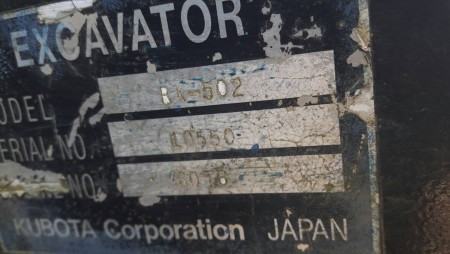 EXCAVATOR
ODEL -502
ERIAL NO. 10550
NO.
KUBOTA Corporation JAPAN